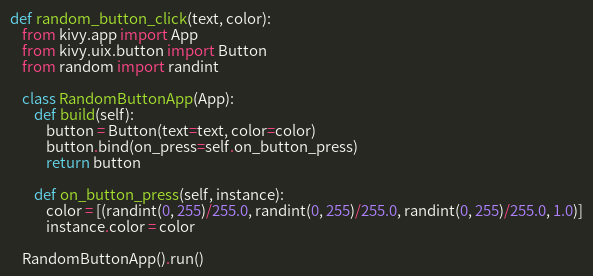 def random_button_click(text, color):
    from kivy.app import App
    from kivy.uix.button import Button
    from random import randint

    class RandomButtonApp(App):
        def build(self):
            button = Button(text=text, color=color)
            button.bind(on_press=self.on_button_press)
            return button

        def on_button_press(self, instance):
            color = [(randint(0, 255)/255.0, randint(0, 255)/255.0, randint(0, 255)/255.0, 1.0)]
            instance.color = color

    RandomButtonApp().run()